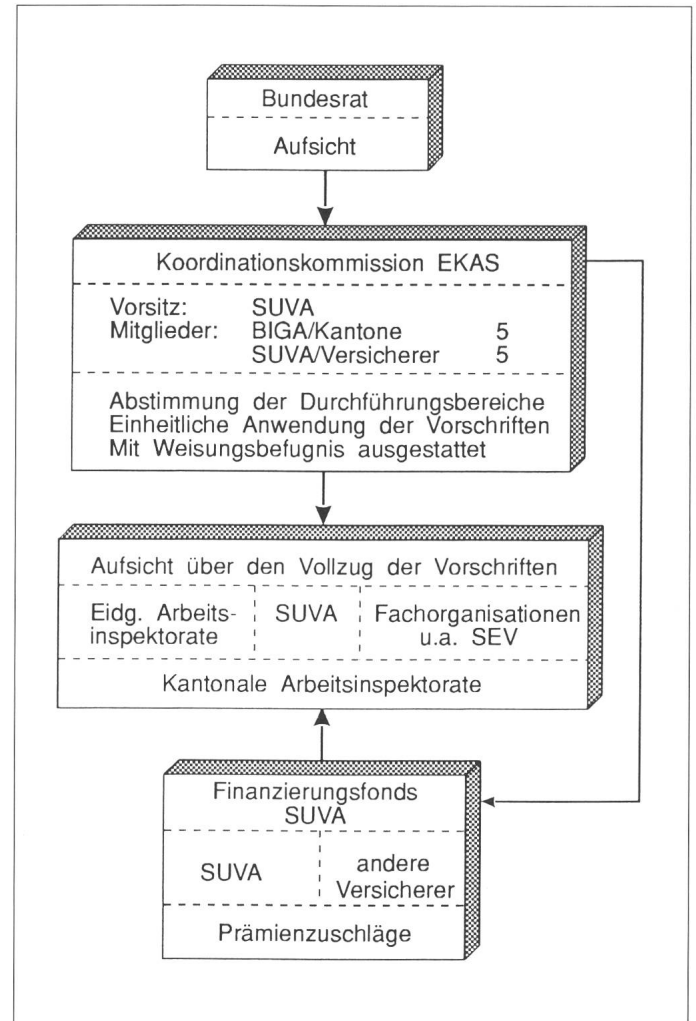 Bundesrat
Aufsicht
Koordinationskommission EKAS
Vorsitz: SUVA
Mitglieder: BIGA/Kantone 5
SUVA/Versicherer 5
Abstimmung der Durchführungsbereiche
Einheitliche Anwendung der Vorschriften
Mit Weisungsbefugnis ausgestattet
Aufsicht über den Vollzug der Vorschriften
Eidg. Arbeits-
inspektorate
SUVA
Fachorganisationen
u.a. SEV
Kantonale Arbeitsinspektorate
Finanzierungsfonds
SUVA
SUVA
andere
Versicherer
Prämienzuschläge